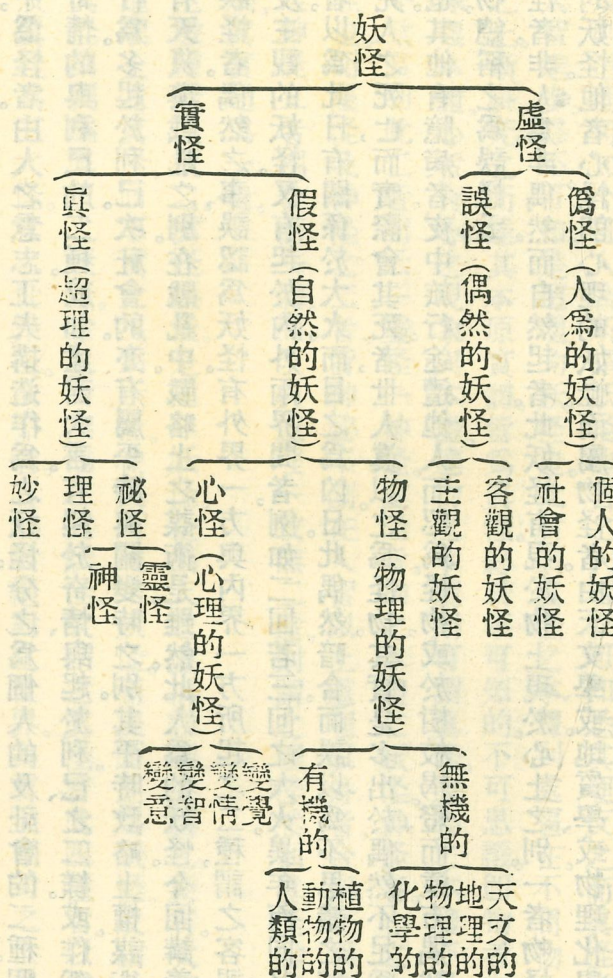 妖怪
虛怪
實怪
僞怪（人爲的妖怪）
誤怪（偶然的妖怪）
假怪（自然的妖怪）
眞怪（超理的妖怪）
個人的妖怪
社會的妖怪
客觀的妖怪
主觀的妖怪
物怪（物理的妖怪）
心怪（心理的妖怪）
祕怪
理怪
妙怪
靈怪
神怪
無機的
有機的
變覺
變情
變智
變意
天文的
地理的
物理的
化學的
植物的
動物的
人類的